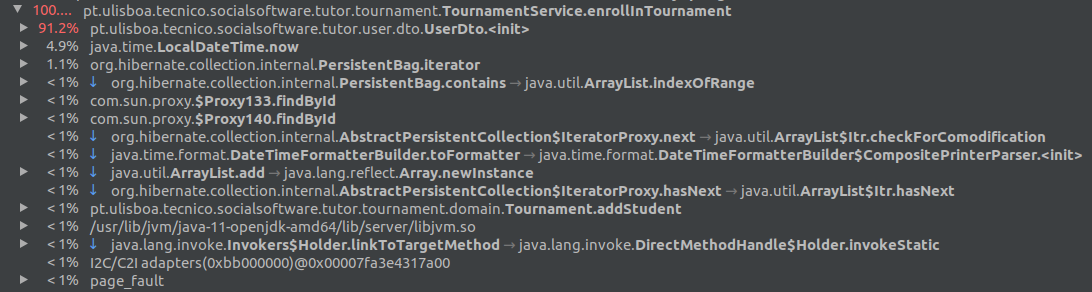 100.... pt.ulisboa.tecnico.socialsoftware.tutor.tournament.TournamentService.enrollInTournament
91.2% pt.ulisboa.tecnico.socialsoftware.tutor.user.dto.UserDto.<init>
4.9% java.time.LocalDateTime.now
1.1% org.hibernate.collection.internal.PersistentBag.iterator
< 1% ↓ org.hibernate.collection.internal.PersistentBag.contains → java.util.ArrayList.indexOfRange
< 1% com.sun.proxy.$Proxy133.findById
< 1% com.sun.proxy.$Proxy140.findById
< 1% ↓ org.hibernate.collection.internal.AbstractPersistentCollection$IteratorProxy.next → java.util.ArrayList$Itr.checkForComodification
< 1% ↓ java.time.format.DateTimeFormatterBuilder.toFormatter → java.time.format.DateTimeFormatterBuilder$CompositePrinterParser.<init>
< 1% ↓ java.util.ArrayList.add → java.lang.reflect.Array.newInstance
< 1% ↓ org.hibernate.collection.internal.AbstractPersistentCollection$IteratorProxy.hasNext → java.util.ArrayList$Itr.hasNext
< 1% pt.ulisboa.tecnico.socialsoftware.tutor.tournament.domain.Tournament.addStudent
< 1% /usr/lib/jvm/java-11-openjdk-amd64/lib/server/libjvm.so
< 1% ↓ java.lang.invoke.Invokers$Holder.linkToTargetMethod → java.lang.invoke.DirectMethodHandle$Holder.invokeStatic
< 1% I2C/C2I adapters(0xbb000000)@0x00007fa3e4317a00
< 1% page_fault